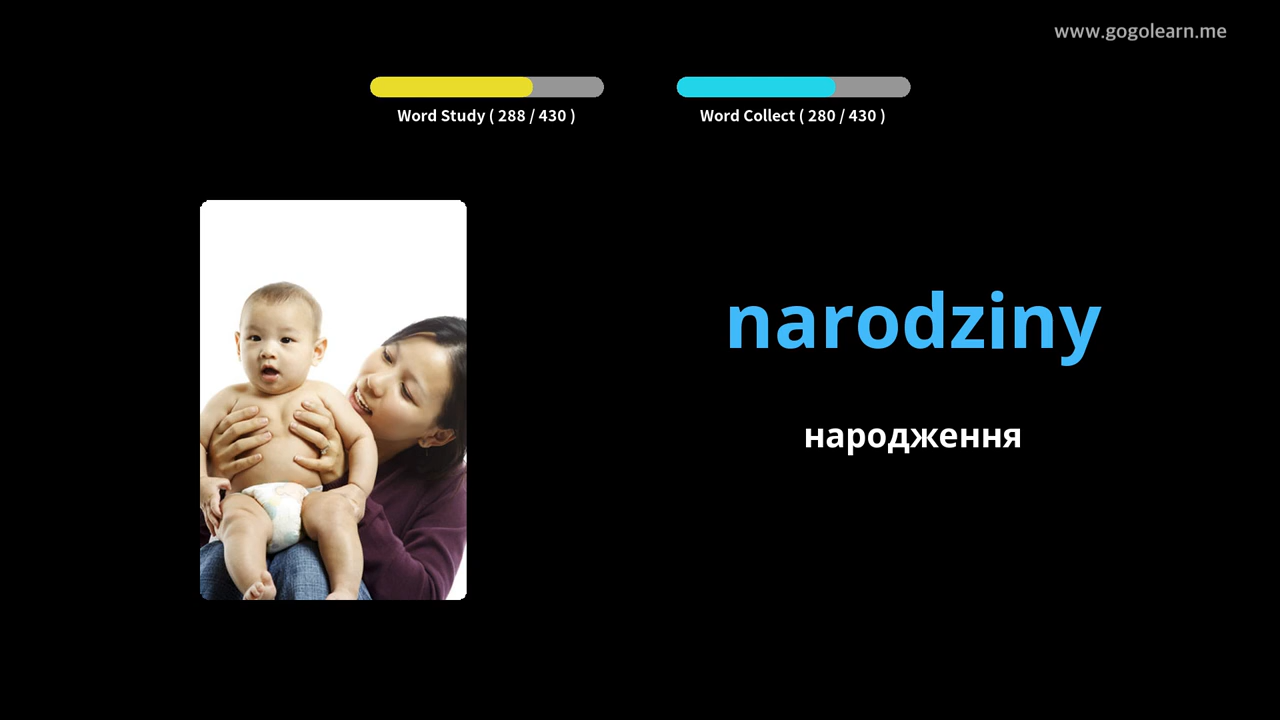 www.gogolearn.me
Word Study ( 288 / 430 )
Word Collect ( 280 / 430 )
narodziny
народження